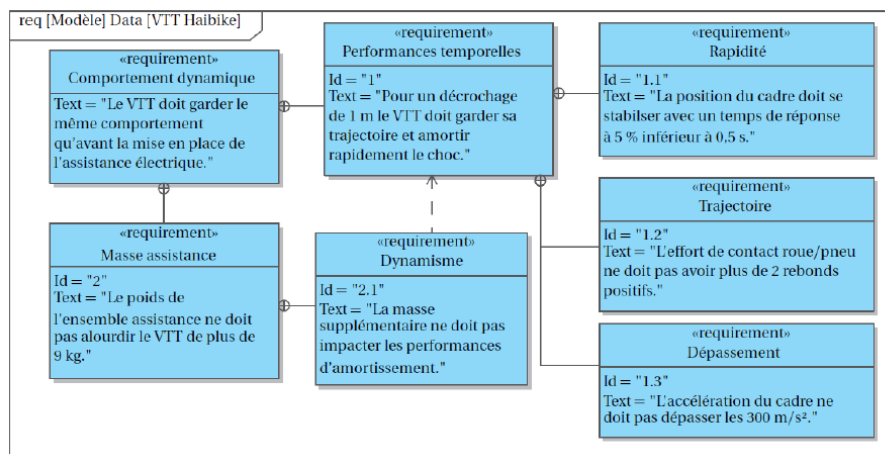 req [Modèle] Data [VTT Haibike]
«requirement»
Comportement dynamique
Text = "Le VTT doit garder le
même comportement
qu'avant la mise en place de
l'assistance électrique."
«requirement»
Performances temporelles
Id = "1"
Text = "Pour un décrochage
de 1 m le VTT doit garder sa
trajectoire et amortir
rapidement le choc."
«requirement»
Rapidité
Id = "1.1"
Text = "La position du cadre doit se
stabilser avec un temps de réponse
à 5 % inférieur à 0,5 s."
«requirement»
Masse assistance
Id = "2"
Text = "Le poids de
l'ensemble assistance ne doit
pas alourdir le VTT de plus de
9 kg."
«requirement»
Dynamisme
Id = "2.1"
Text = "La masse
supplémentaire ne doit pas
impacter les performances
d'amortissement."
«requirement»
Trajectoire
Id = "1.2"
Text = "L'effort de contact roue/pneu
ne doit pas avoir plus de 2 rebonds
positifs."
«requirement»
Dépassement
Id = "1.3"
Text = "L'accélération du cadre ne
doit pas dépasser les 300 m/s²."